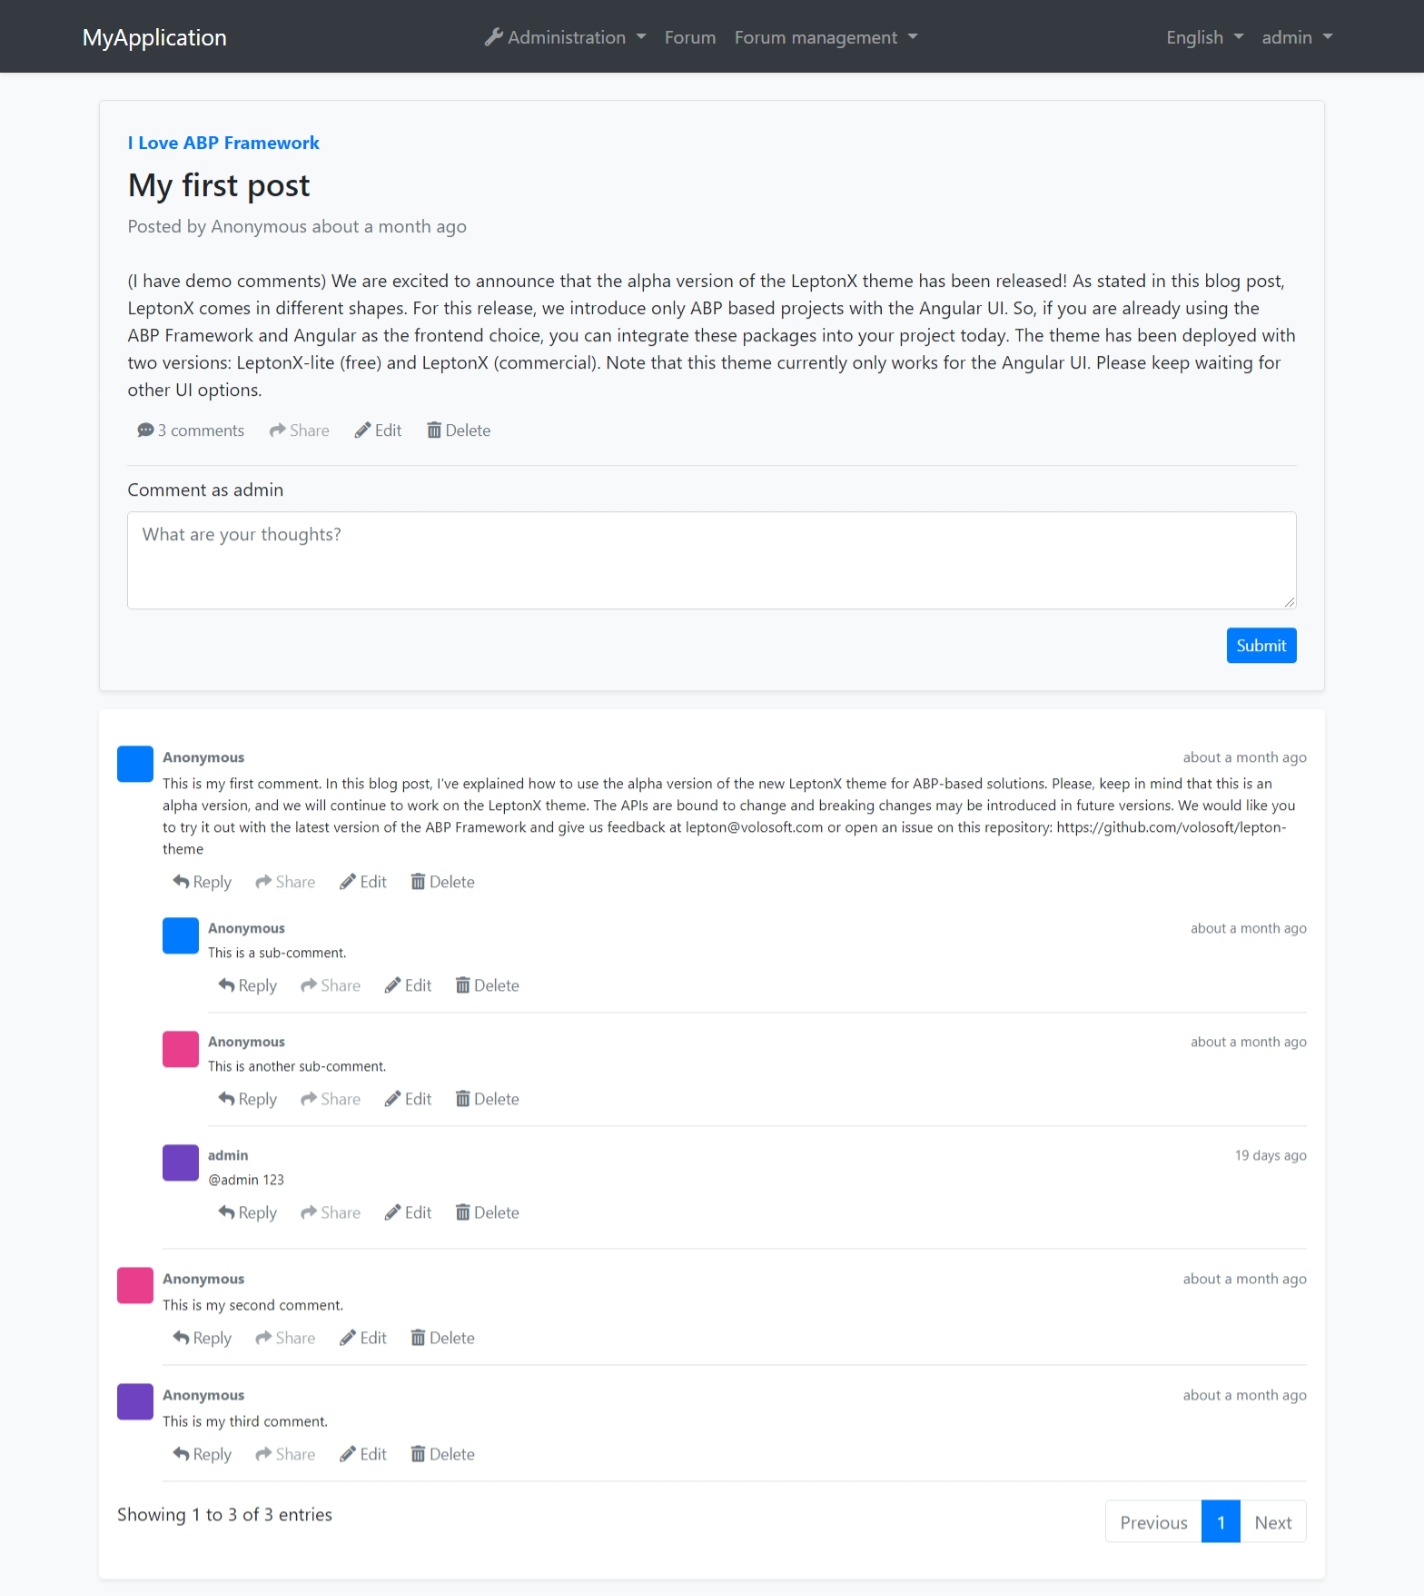 MyApplication
Administration
Forum
Forum management
English
admin
I Love ABP Framework
My first post
Posted by Anonymous about a month ago
(I have demo comments) We are excited to announce that the alpha version of the LeptonX theme has been released! As stated in this blog post,
LeptonX comes in different shapes. For this release, we introduce only ABP based projects with the Angular UI. So, if you are already using the
ABP Framework and Angular as the frontend choice, you can integrate these packages into your project today. The theme has been deployed with
two versions: LeptonX-lite (free) and LeptonX (commercial). Note that this theme currently only works for the Angular UI. Please keep waiting for
other UI options.
3 comments Share Edit Delete
Comment as admin
What are your thoughts?
Submit
Anonymous about a month ago
This is my first comment. In this blog post, I've explained how to use the alpha version of the new LeptonX theme for ABP-based solutions. Please, keep in mind that this is an
alpha version, and we will continue to work on the LeptonX theme. The APIs are bound to change and breaking changes may be introduced in future versions. We would like you
to try it out with the latest version of the ABP Framework and give us feedback at lepton@volosoft.com or open an issue on this repository: https://github.com/volosoft/lepton-
theme
Reply Share Edit Delete
Anonymous about a month ago
This is a sub-comment.
Reply Share Edit Delete
Anonymous about a month ago
This is another sub-comment.
Reply Share Edit Delete
admin 19 days ago
@admin 123
Reply Share Edit Delete
Anonymous about a month ago
This is my second comment.
Reply Share Edit Delete
Anonymous about a month ago
This is my third comment.
Reply Share Edit Delete
Showing 1 to 3 of 3 entries
Previous 1 Next